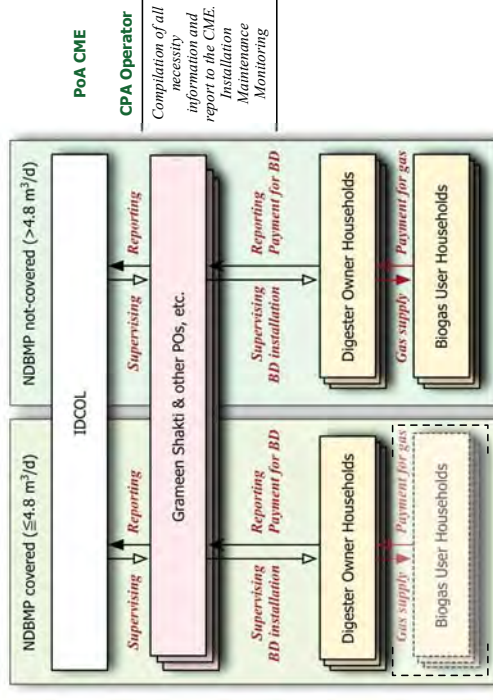 NDBMP covered (≦4.8 m³/d)
NDBMP not-covered (>4.8 m³/d)
IDCOL
PoA CME
Supervising
Reporting
Supervising
Reporting
CPA Operator
Grameen Shakti & other POs, etc.
Compilation of all
necessity
information and
report to the CME.
Installation
Maintenance
Monitoring
Supervising
BD installation
Reporting
Payment for BD
Supervising
BD installation
Reporting
Payment for BD
Digester Owner Households
Digester Owner Households
Gas supply
Payment for gas
Gas supply
Payment for gas
Biogas User Households
Biogas User Households